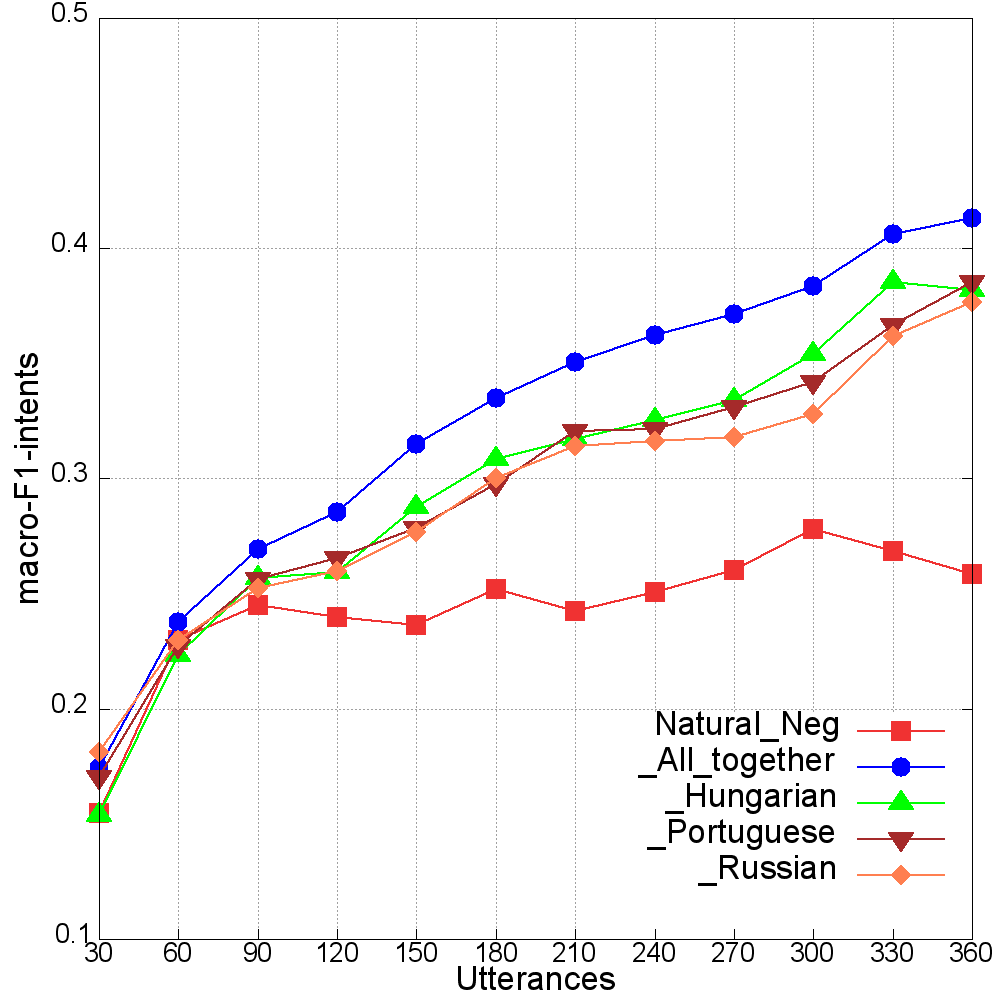 0.5
0.4
0.3
0.2
0.1
macro-F1-intents
Natural_Neg
_All_together
_Hungarian
_Portuguese
_Russian
30 60 90 120 150 180 210 240 270 300 330 360
Utterances